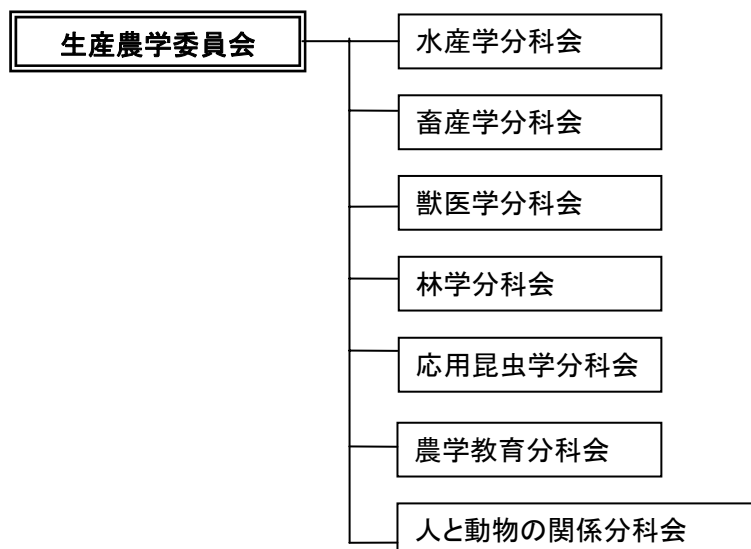 生産農学委員会
水産学分科会
畜産学分科会
獣医学分科会
林学分科会
応用昆虫学分科会
農学教育分科会
人と動物の関係分科会